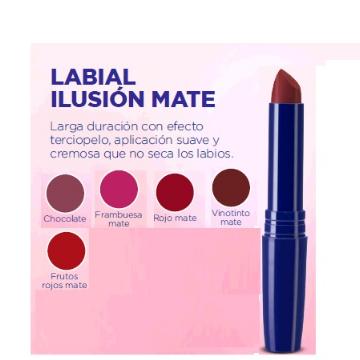 LABIAL
ILUSIÓN MATE
Larga duración con efecto
terciopelo, aplicación suave y
cremosa que no seca los labios.
Chocolate
Frambuesa
mate
Rojo mate
Vinotinto
mate
Frutos
rojos mate